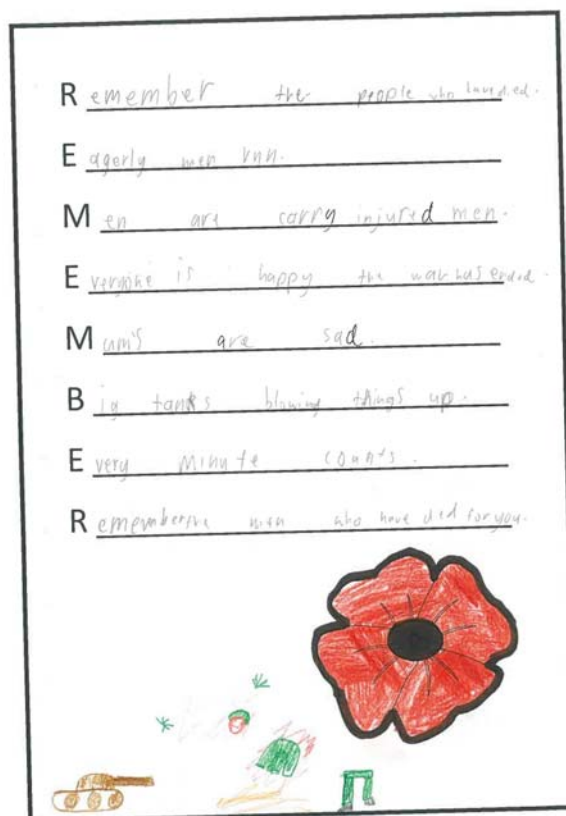 Remember the people who have died.
Eagerly men run.
Men are carry injured men.
Everyone is happy the war has ended.
Mum's are sad.
Big tanks blowing things up.
Every minute counts.
Remember the men who have died for you.